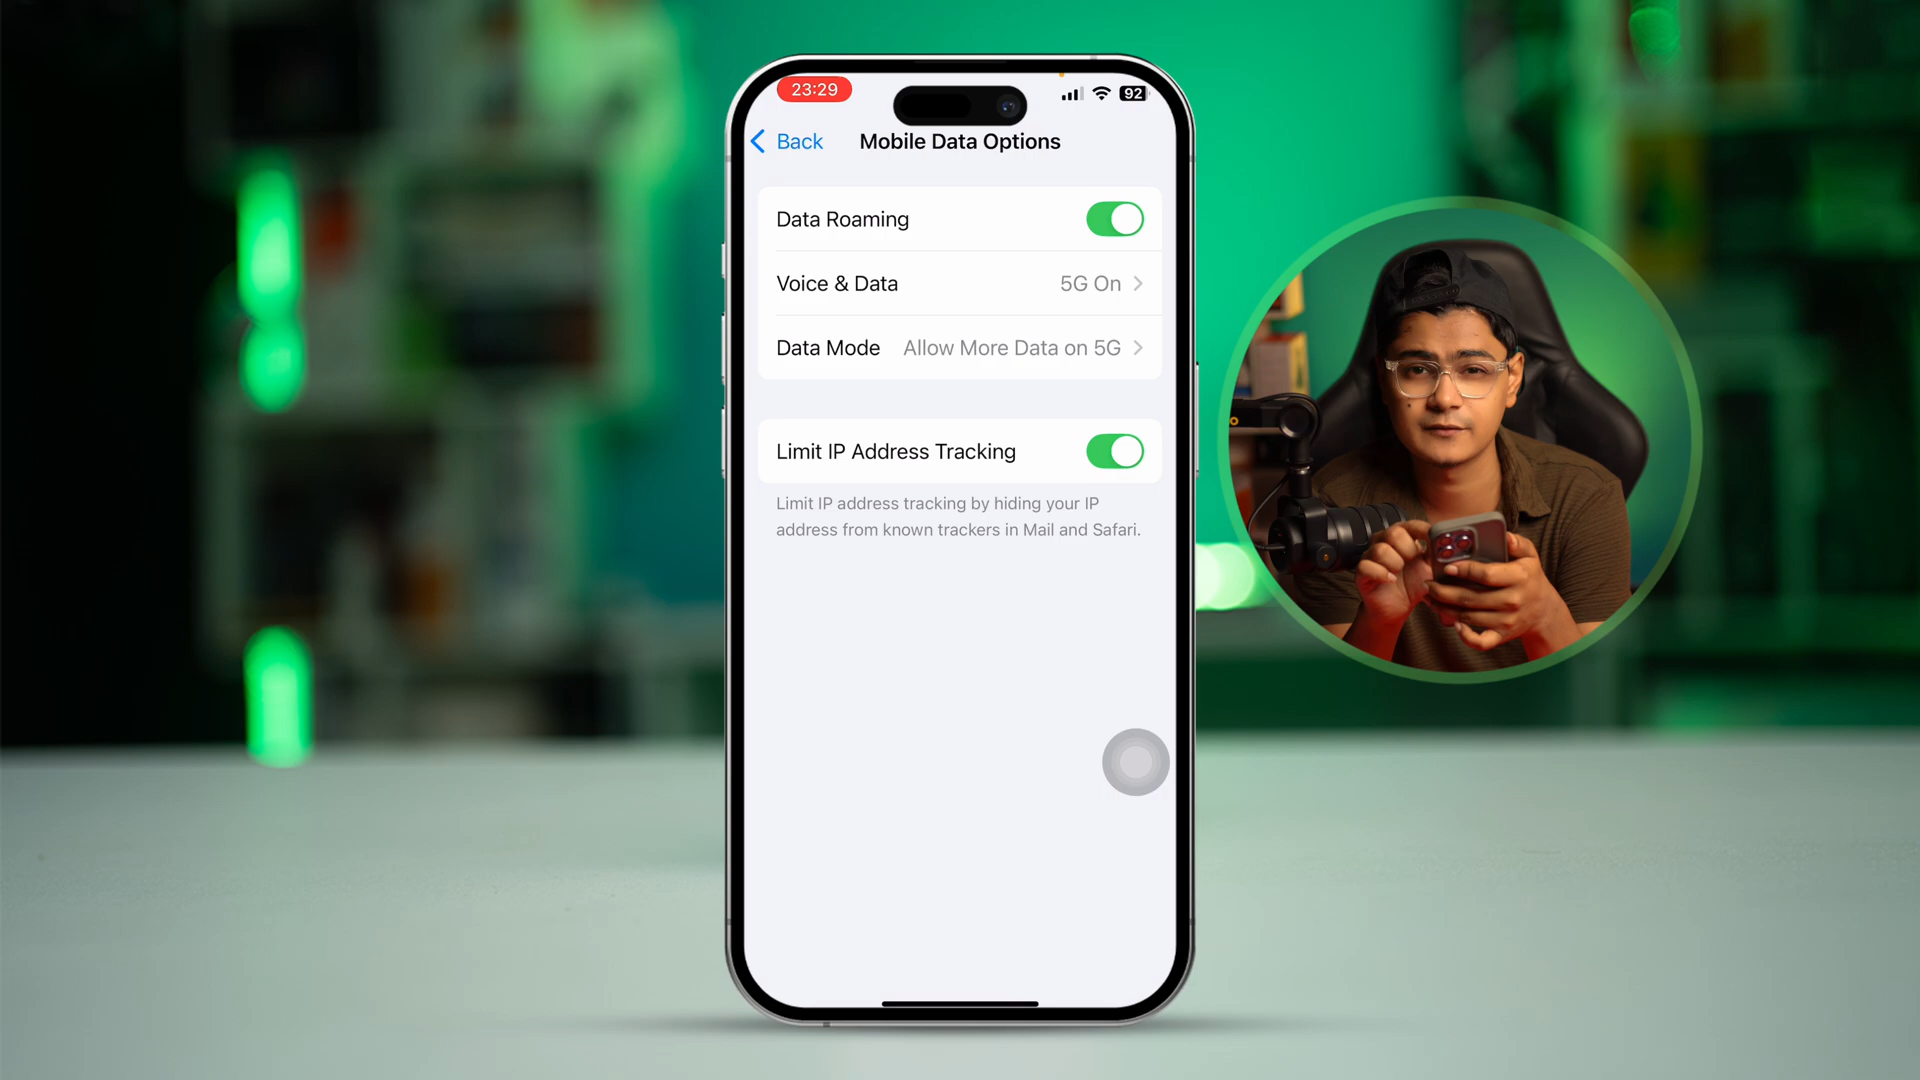 23:29
92
Back
Mobile Data Options
Data Roaming
Voice & Data 5G On
Data Mode Allow More Data on 5G
Limit IP Address Tracking
Limit IP address tracking by hiding your IP
address from known trackers in Mail and Safari.